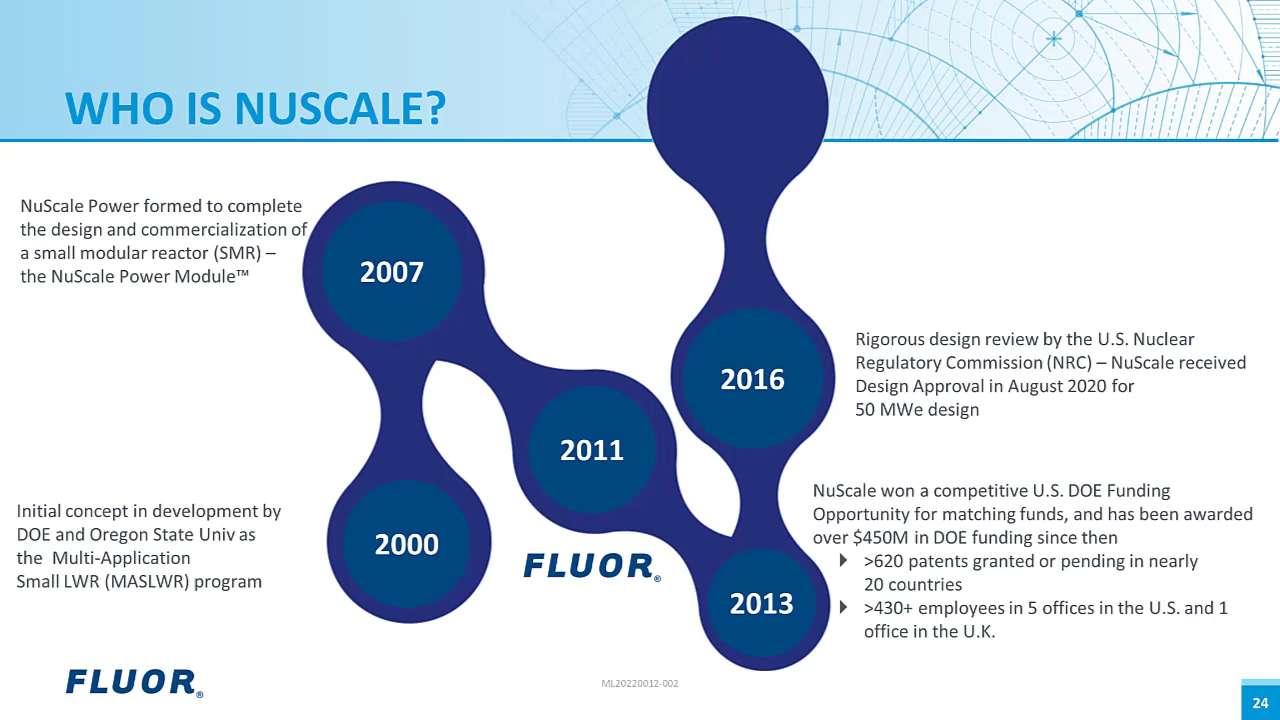 WHO IS NUSCALE?
NuScale Power formed to complete
the design and commercialization of
a small modular reactor (SMR) –
the NuScale Power Module™
2007
Rigorous design review by the U.S. Nuclear
Regulatory Commission (NRC) – NuScale received
Design Approval in August 2020 for
50 MWe design
2016
2011
Initial concept in development by
DOE and Oregon State Univ as
the Multi-Application
Small LWR (MASLWR) program
2000
FLUOR®
NuScale won a competitive U.S. DOE Funding
Opportunity for matching funds, and has been awarded
over $450M in DOE funding since then
>620 patents granted or pending in nearly
20 countries
>430+ employees in 5 offices in the U.S. and 1
office in the U.K.
2013
FLUOR®
ML20220012-002
24